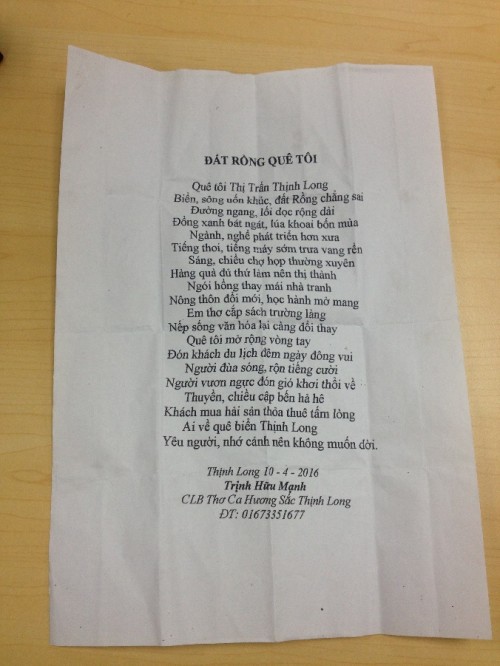 ĐẤT RỒNG QUÊ TÔI
Quê tôi Thị Trấn Thịnh Long
Biển, sông uốn khúc, đất Rồng chẳng sai
Đường ngang, lối dọc rộng dài
Đồng xanh bát ngát, lúa khoai bốn mùa
Ngành, nghề phát triển hơn xưa
Tiếng thoi, tiếng máy sớm trưa vang rền
Sáng, chiều chợ họp thường xuyên
Hàng quà đủ thứ làm nên thị thành
Ngói hồng thay mái nhà tranh
Nông thôn đổi mới, học hành mở mang
Em thơ cắp sách trường làng
Nếp sống văn hóa lại càng đổi thay
Quê tôi mở rộng vòng tay
Đón khách du lịch đêm ngày đông vui
Người đùa sóng, rộn tiếng cười
Người vươn ngực đón gió khơi thổi về
Thuyền, chiều cập bến hả hê
Khách mua hải sản thỏa thuê tấm lòng
Ai về quê biển Thịnh Long
Yêu người, nhớ cảnh nên không muốn dời.
Thịnh Long 10 - 4 - 2016
Trịnh Hữu Mạnh
CLB Thơ Ca Hương Sắc Thịnh Long
ĐT: 01673351677